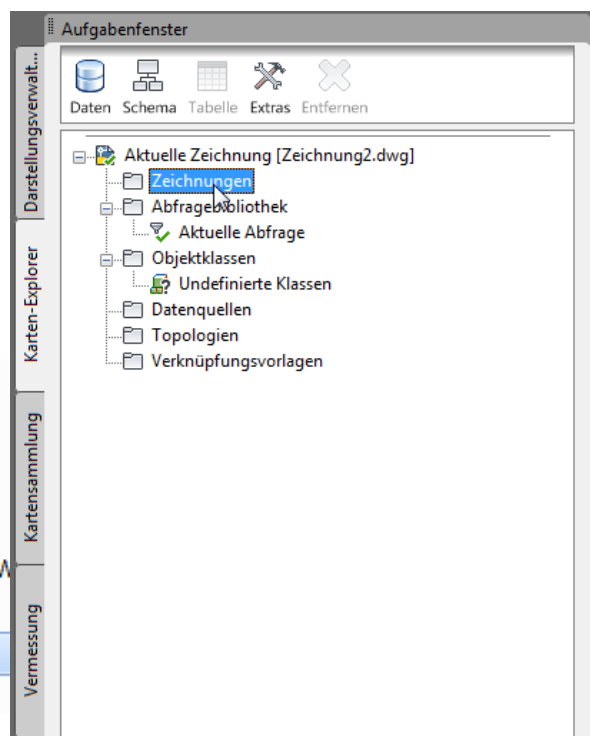 Aufgabenfenster
Daten Schema Tabelle Extras Entfernen
Aktuelle Zeichnung [Zeichnung2.dwg]
Zeichnungen
Abfragebibliothek
Aktuelle Abfrage
Objektklassen
Undefinierte Klassen
Datenquellen
Topologien
Verknüpfungsvorlagen
Darstellungsverwalt...
Karten-Explorer
Kartensammlung
Vermessung